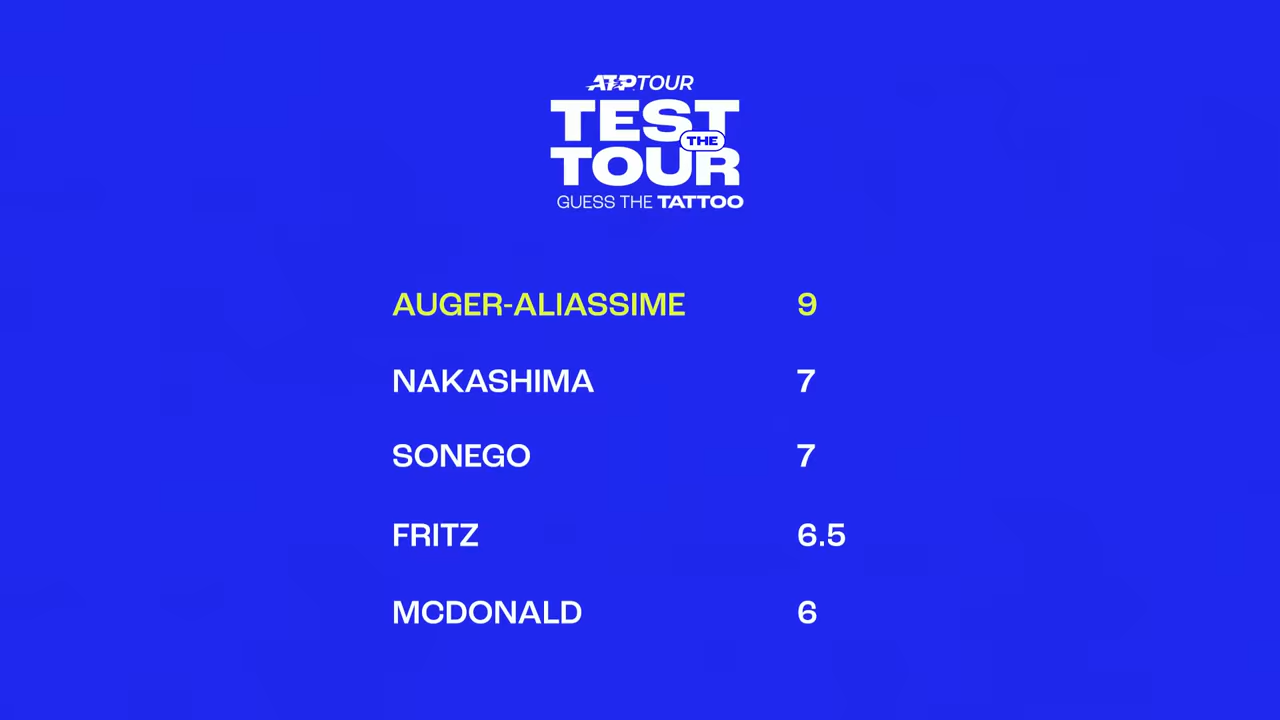 ATP TOUR
TEST
THE
TOUR
GUESS THE TATTOO
AUGER-ALIASSIME 9
NAKASHIMA 7
SONEGO 7
FRITZ 6.5
MCDONALD 6